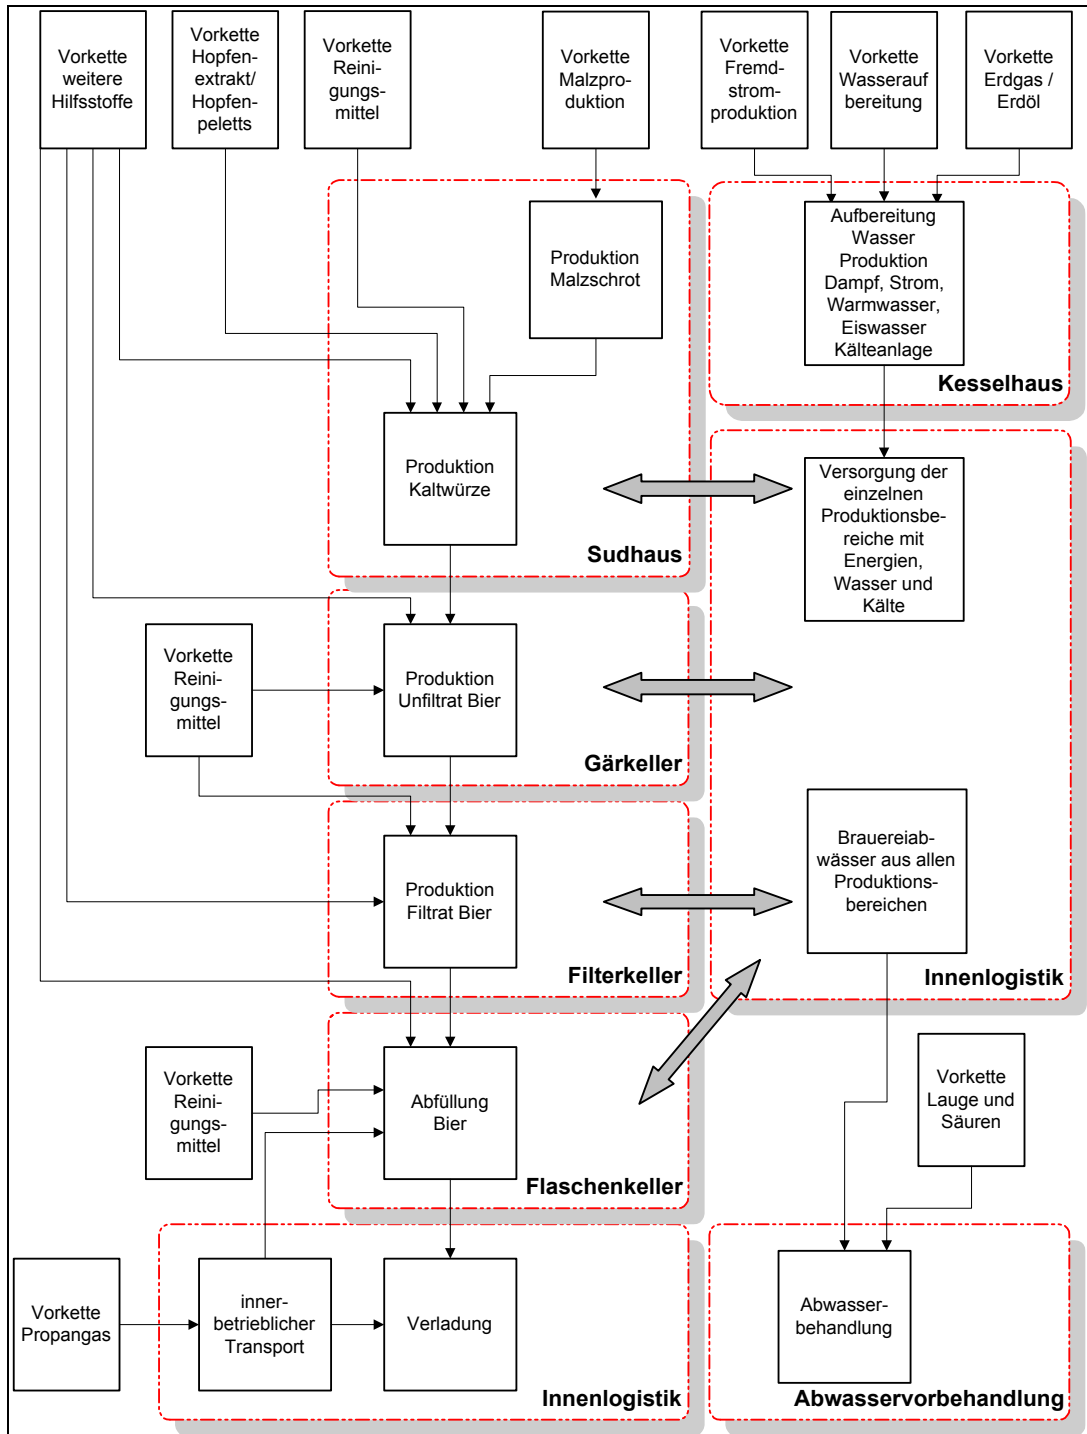 Vorkette
weitere
Hilfsstoffe
Vorkette
Hopfen-
extrakt/
Hopfen-
peletts
Vorkette
Reini-
gungs-
mittel
Vorkette
Malzpro-
duktion
Vorkette
Fremd-
strom-
produktion
Vorkette
Wasserauf
bereitung
Vorkette
Erdgas /
Erdöl
Produktion
Malzschrot
Aufbereitung
Wasser
Produktion
Dampf, Strom,
Warmwasser,
Eiswasser
Kälteanlage
Kesselhaus
Produktion
Kaltwürze
Sudhaus
Versorgung der
einzelnen
Produktionsbe-
reiche mit
Energien,
Wasser und
Kälte
Vorkette
Reini-
gungs-
mittel
Produktion
Unfiltrat Bier
Gärkeller
Produktion
Filtrat Bier
Filterkeller
Brauereiab-
wässer aus allen
Produktions-
bereichen
Innenlogistik
Vorkette
Reini-
gungs-
mittel
Abfüllung
Bier
Flaschenkeller
Vorkette
Lauge und
Säuren
Vorkette
Propangas
inner-
betrieblicher
Transport
Verladung
Innenlogistik
Abwasser-
behandlung
Abwasservorbehandlung